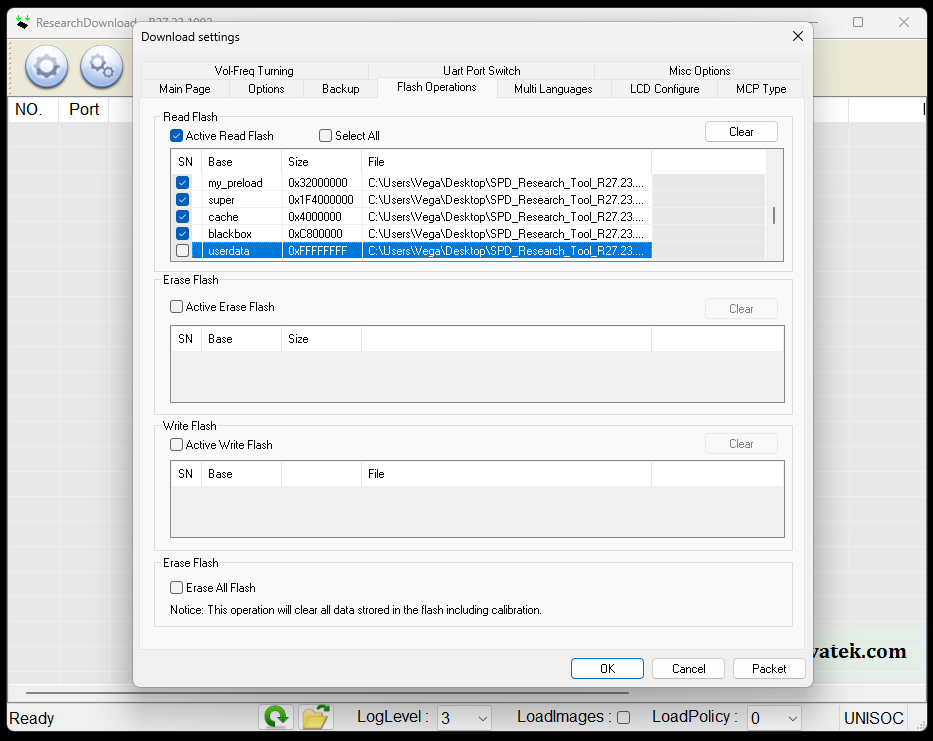 ResearchDownload - R27.23.1902
Download settings
Vol-Freq Turning Uart Port Switch Misc Options
Main Page Options Backup Flash Operations Multi Languages LCD Configure MCP Type
NO. Port
Read Flash
Active Read Flash Select All Clear
SN Base Size File
my_preload 0x32000000 C:\Users\Vega\Desktop\SPD_Research_Tool_R27.23....
super 0x1F4000000 C:\Users\Vega\Desktop\SPD_Research_Tool_R27.23....
cache 0x4000000 C:\Users\Vega\Desktop\SPD_Research_Tool_R27.23....
blackbox 0xC800000 C:\Users\Vega\Desktop\SPD_Research_Tool_R27.23....
userdata 0xFFFFFFFF C:\Users\Vega\Desktop\SPD_Research_Tool_R27.23....
Erase Flash
Active Erase Flash Clear
SN Base Size
Write Flash
Active Write Flash Clear
SN Base File
Erase Flash
Erase All Flash
Notice: This operation will clear all data strored in the flash including calibration.
vatek.com
OK Cancel Packet
Ready LogLevel : 3 LoadImages : LoadPolicy : 0 UNISOC